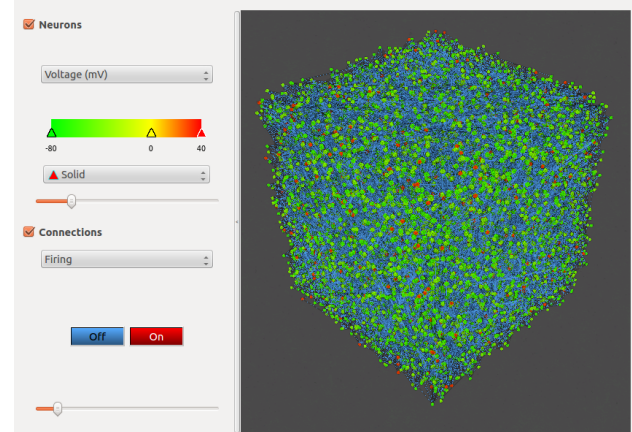 Neurons
Voltage (mV)
-80 0 40
Solid
Connections
Firing
Off On